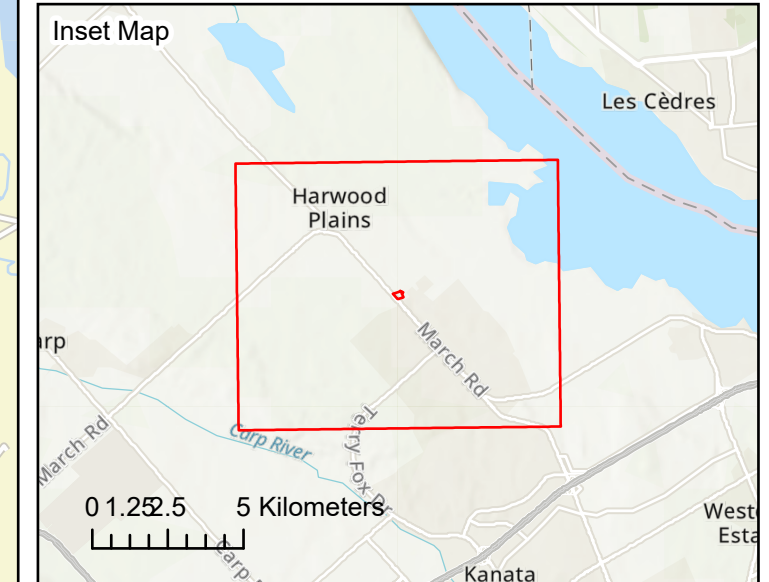 Inset Map
Les Cèdres
Harwood
Plains
March Rd
arp
Terry Fox Dr
Carp River
March Rd
0 1.25 2.5 5 Kilometers
West
Esta
Carp
Kanata